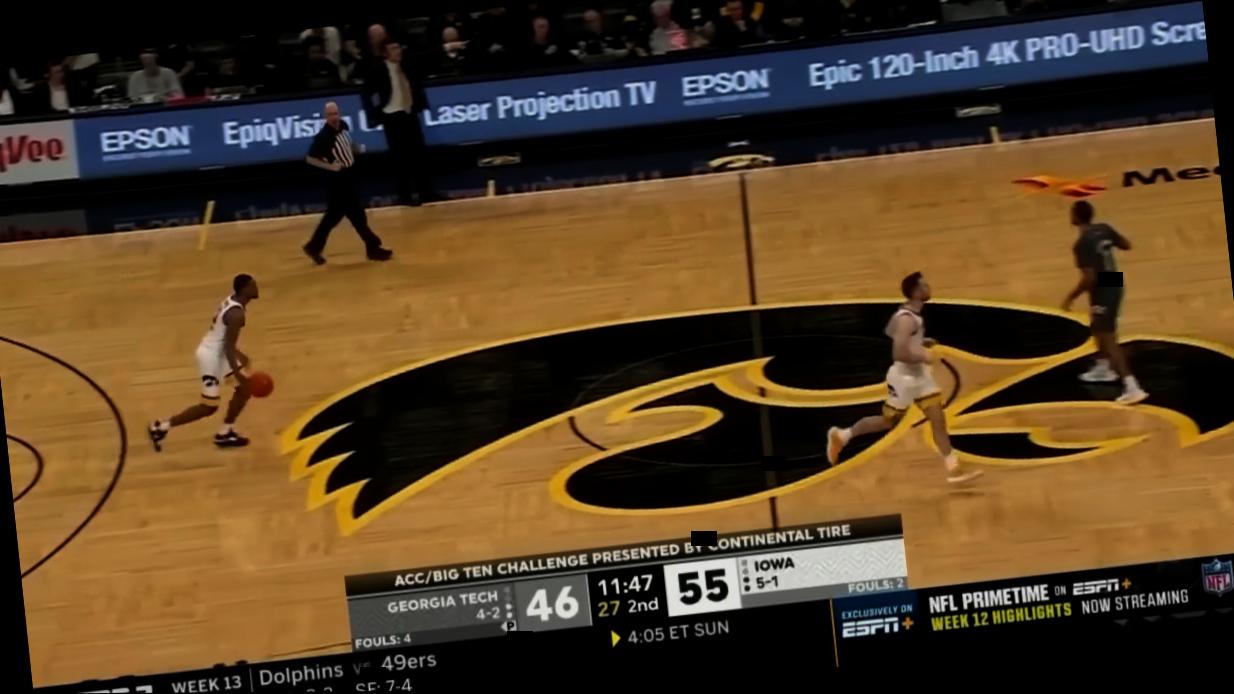 EPSON
EpiqVision
Laser Projection TV
EPSON
Epic 120-Inch 4K PRO-UHD
ACC/BIG TEN CHALLENGE PRESENTED BY CONTINENTAL TIRE
GEORGIA TECH
4-2
46
FOULS: 4
11:47
27 2nd
55
IOWA
5-1
FOULS: 2
4:05 ET SUN
EXCLUSIVELY ON
ESPN+
NFL PRIMETIME ON ESPN+
WEEK 12 HIGHLIGHTS NOW STREAMING
NFL
WEEK 13
Dolphins vs 49ers
SF: 7-4